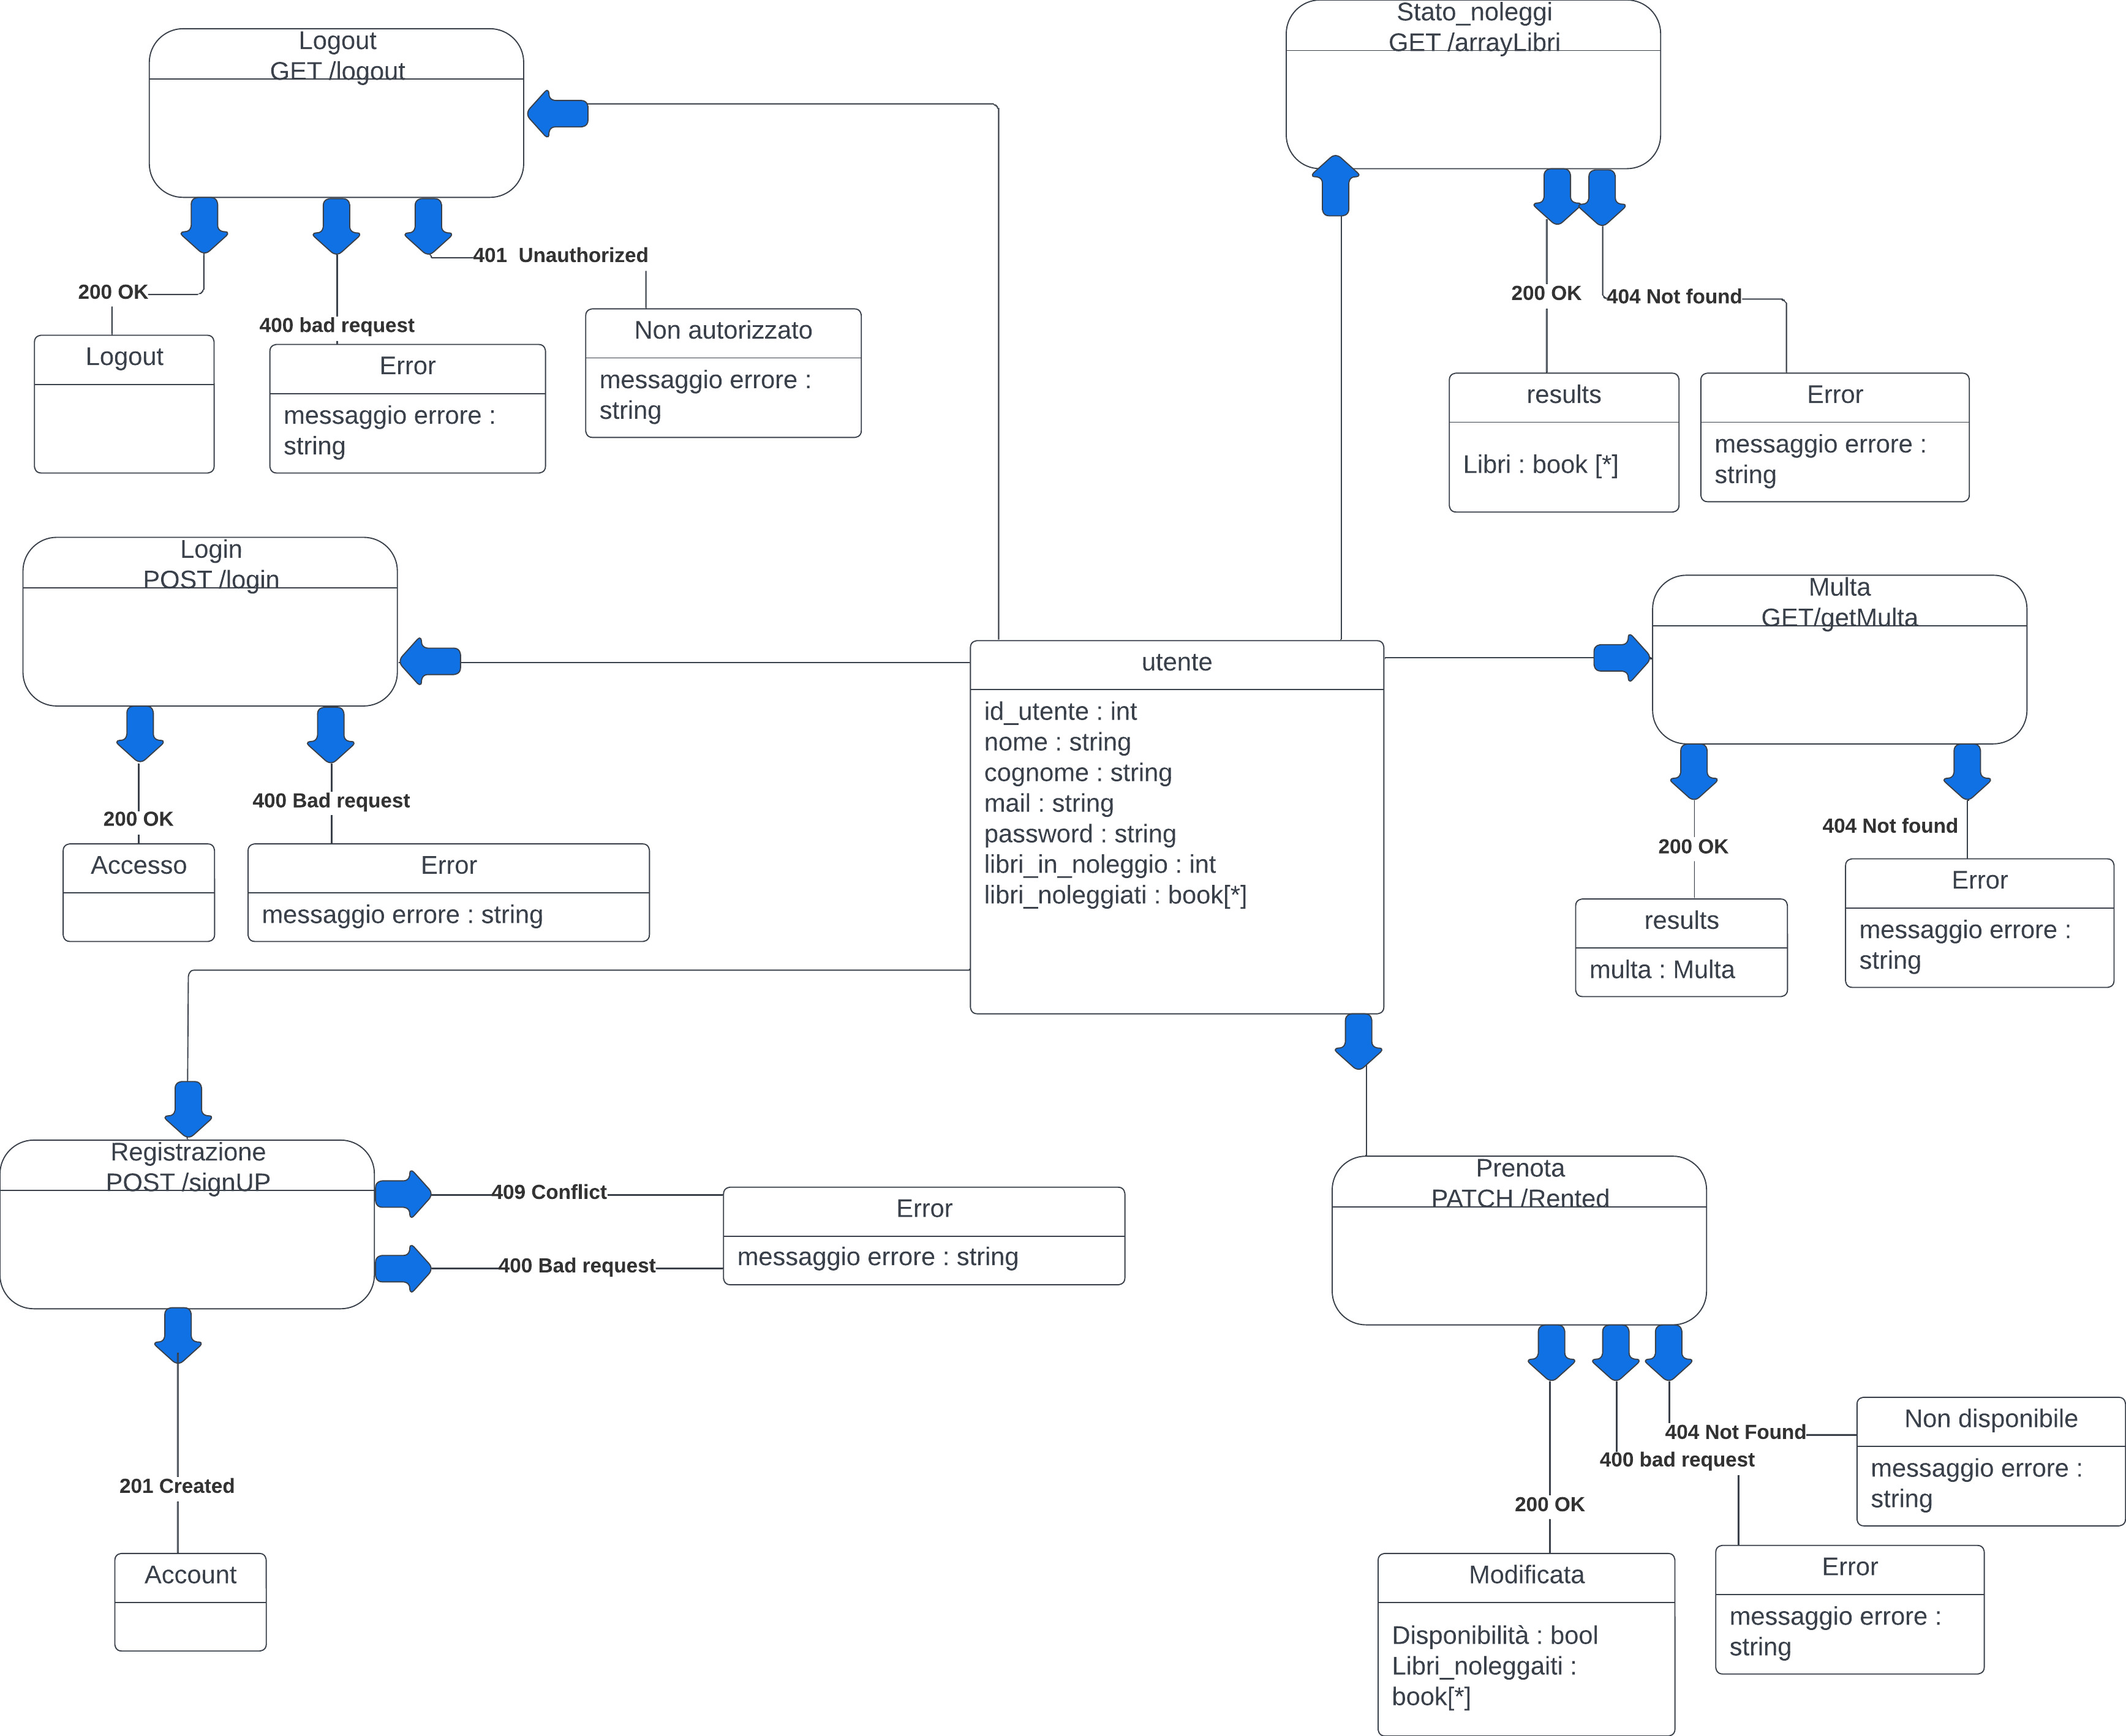 Logout
GET /logout
200 OK
400 bad request
401  Unauthorized
Logout
Error
messaggio errore :
string
Non autorizzato
messaggio errore :
string
Stato_noleggi
GET /arrayLibri
200 OK
404 Not found
results
Libri : book [*]
Error
messaggio errore :
string
Login
POST /login
200 OK
400 Bad request
Accesso
Error
messaggio errore : string
utente
id_utente : int
nome : string
cognome : string
mail : string
password : string
libri_in_noleggio : int
libri_noleggiati : book[*]
Multa
GET/getMulta
200 OK
404 Not found
results
multa : Multa
Error
messaggio errore :
string
Registrazione
POST /signUP
409 Conflict
400 Bad request
Error
messaggio errore : string
201 Created
Account
Prenota
PATCH /Rented
404 Not Found
400 bad request
200 OK
Non disponibile
messaggio errore :
string
Modificata
Disponibilità : bool
Libri_noleggaiti :
book[*]
Error
messaggio errore :
string